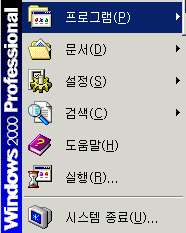 Windows 2000 Professional
프로그램(P)
문서(D)
설정(S)
검색(C)
도움말(H)
실행(R)...
시스템 종료(U)...